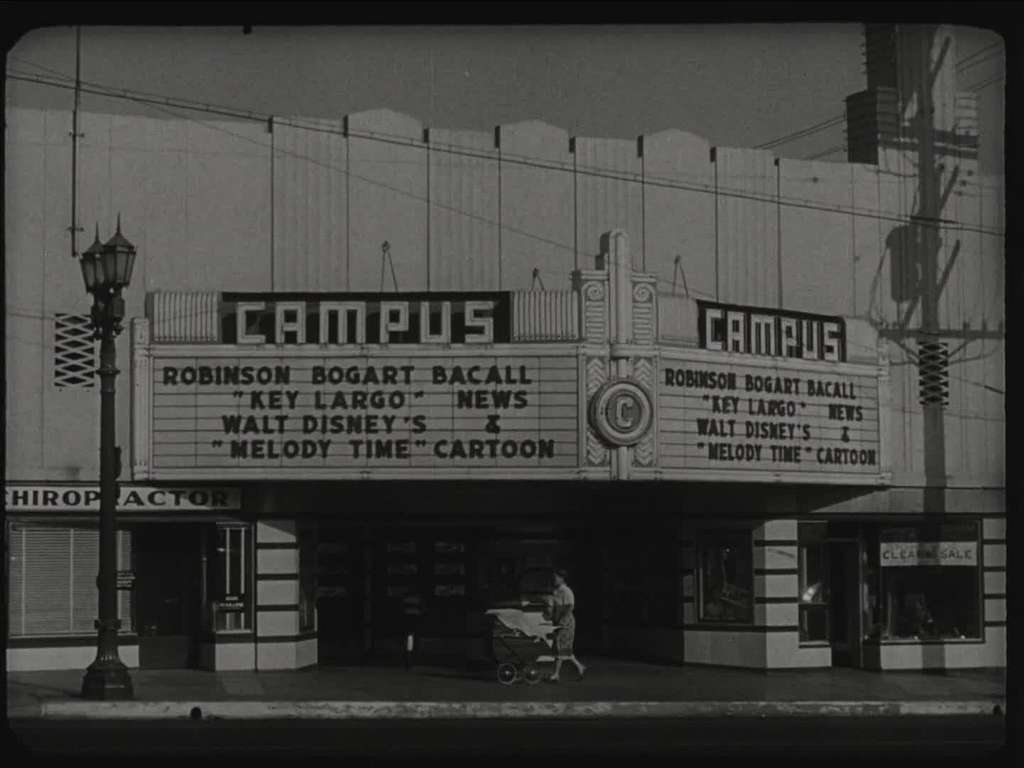 CAMPUS
ROBINSON BOGART BACALL
"KEY LARGO" NEWS
WALT DISNEY'S &
"MELODY TIME" CARTOON
C
CAMPUS
ROBINSON BOGART BACALL
"KEY LARGO" NEWS
WALT DISNEY'S &
"MELODY TIME" CARTOON
CHIROPRACTOR
SALE